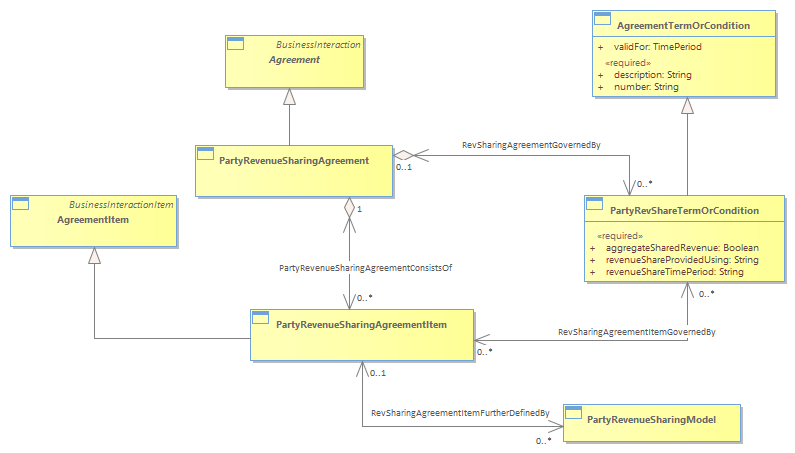 AgreementTermOrCondition
+ validFor: TimePeriod
«required»
+ description: String
+ number: String
BusinessInteraction
Agreement
PartyRevenueSharingAgreement
RevSharingAgreementGovernedBy
0..1
0..*
BusinessInteractionItem
AgreementItem
1
PartyRevShareTermOrCondition
«required»
+ aggregateSharedRevenue: Boolean
+ revenueShareProvidedUsing: String
+ revenueShareTimePeriod: String
PartyRevenueSharingAgreementConsistsOf
0..*
0..*
PartyRevenueSharingAgreementItem
RevSharingAgreementItemGovernedBy
0..*
0..1
RevSharingAgreementItemFurtherDefinedBy
0..*
PartyRevenueSharingModel